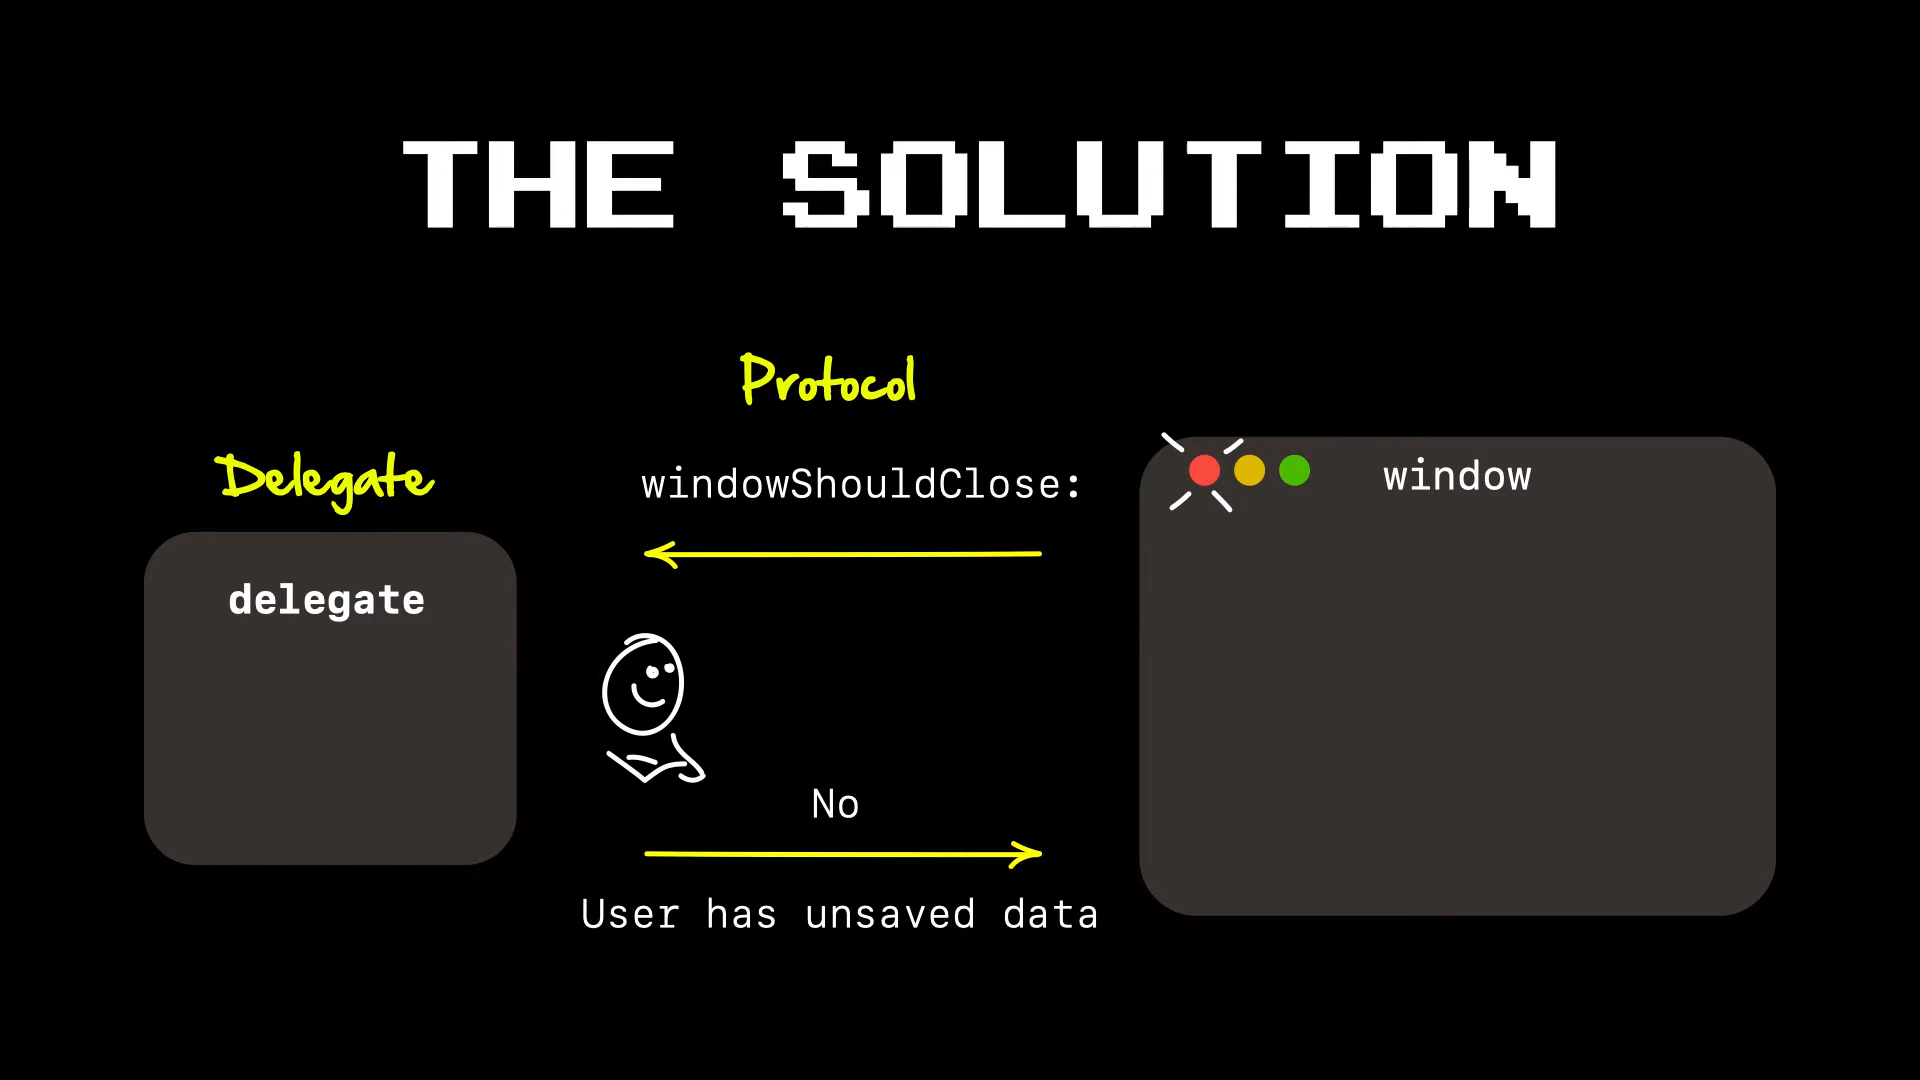 THE SOLUTION
Protocol
Delegate
windowShouldClose:
window
delegate
No
User has unsaved data